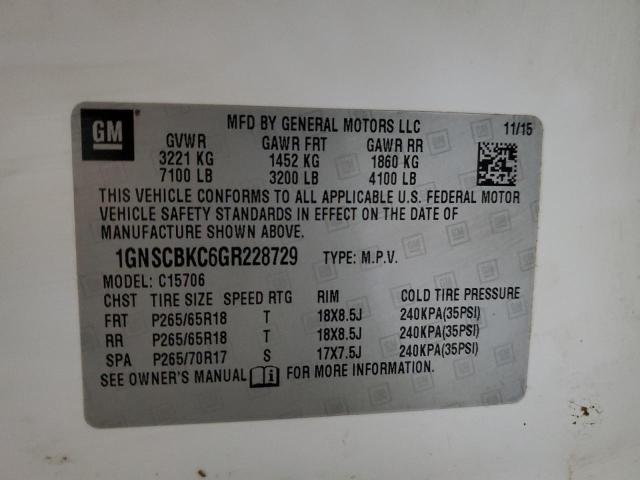 GM
MFD BY GENERAL MOTORS LLC 11/15
GVWR GAWR FRT GAWR RR
3221 KG 1452 KG 1860 KG
7100 LB 3200 LB 4100 LB
THIS VEHICLE CONFORMS TO ALL APPLICABLE U.S. FEDERAL MOTOR
VEHICLE SAFETY STANDARDS IN EFFECT ON THE DATE OF
MANUFACTURE SHOWN ABOVE.
1GNSCBKC6GR228729 TYPE: M.P.V.
MODEL: C15706
CHST TIRE SIZE SPEED RTG RIM COLD TIRE PRESSURE
FRT P265/65R18 T 18X8.5J 240KPA(35PSI)
RR P265/65R18 T 18X8.5J 240KPA(35PSI)
SPA P265/70R17 S 17X7.5J 240KPA(35PSI)
SEE OWNER'S MANUAL FOR MORE INFORMATION.